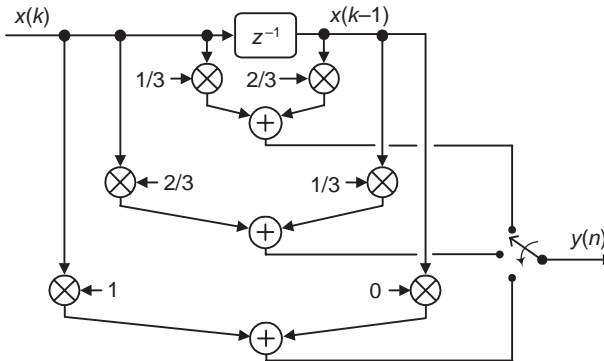 x(k) x(k–1)
z⁻¹
1/3 2/3
+
2/3 1/3
+
y(n)
1 0
+